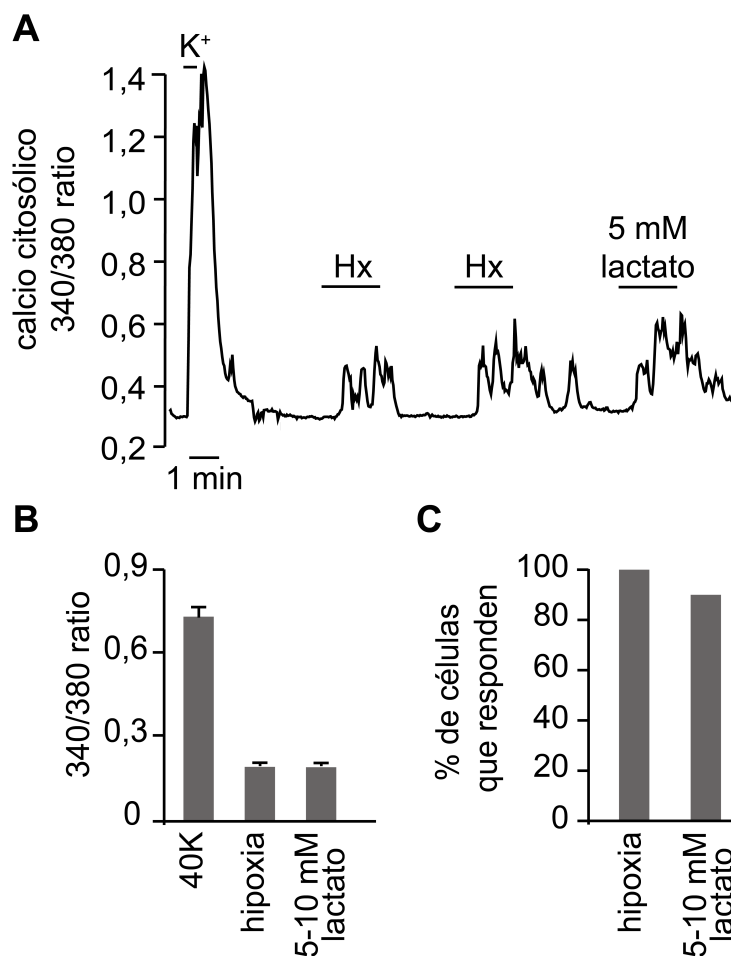 A
K+
1,4
1,2
1,0
0,8
0,6
0,4
0,2
calcio citosólico
340/380 ratio
Hx
Hx
5 mM
lactato
1 min
B
0,9
0,6
0,3
0
340/380 ratio
40K
hipoxia
5-10 mM
lactato
C
100
80
60
40
20
0
% de células
que responden
hipoxia
5-10 mM
lactato